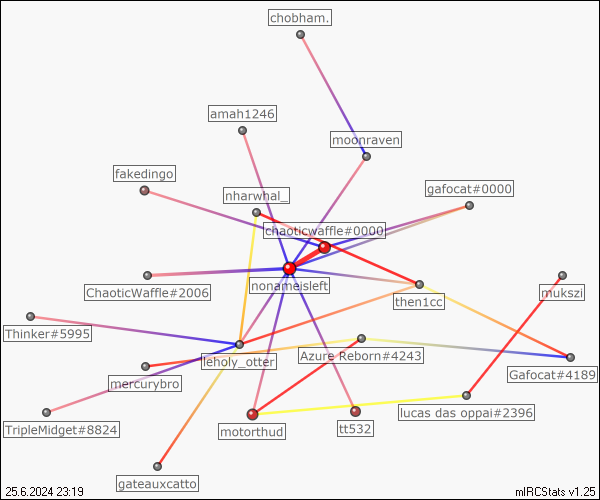 chobham.
amah1246
moonraven
fakedingo
nharwhal_
gafocat#0000
chaoticwaffle#0000
ChaoticWaffle#2006
nonameisleft
then1cc
mukszi
Thinker#5995
leholy_otter
Azure Reborn#4243
Gafocat#4189
mercurybro
TripleMidget#8824
motorthud
tt532
lucas das oppai#2396
gateauxcatto
25.6.2024 23:19
mIRCStats v1.25